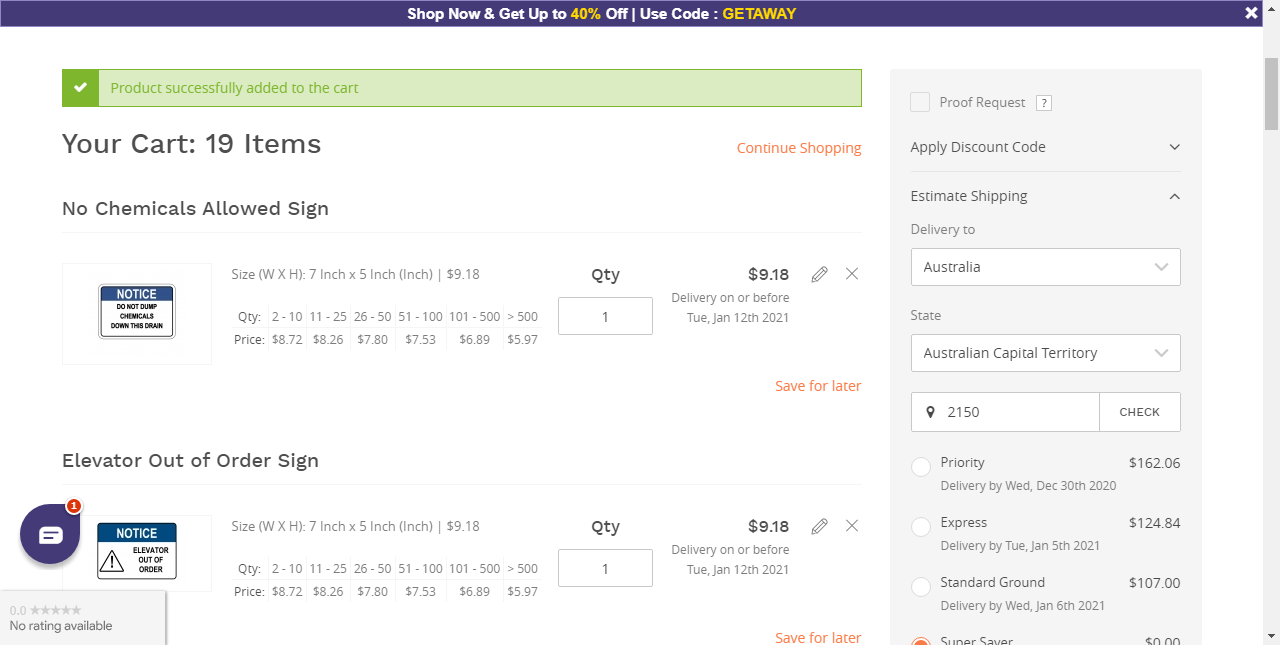 Shop Now & Get Up to 40% Off | Use Code : GETAWAY
Product successfully added to the cart
Your Cart: 19 Items
Continue Shopping
No Chemicals Allowed Sign
NOTICE
DO NOT DUMP
CHEMICALS
DOWN THIS DRAIN
Size (W X H): 7 Inch x 5 Inch (Inch) | $9.18
Qty: 2 - 10 11 - 25 26 - 50 51 - 100 101 - 500 > 500
Price: $8.72 $8.26 $7.80 $7.53 $6.89 $5.97
Qty
1
$9.18
Delivery on or before
Tue, Jan 12th 2021
Save for later
Elevator Out of Order Sign
NOTICE
ELEVATOR
OUT OF
ORDER
Size (W X H): 7 Inch x 5 Inch (Inch) | $9.18
Qty: 2 - 10 11 - 25 26 - 50 51 - 100 101 - 500 > 500
Price: $8.72 $8.26 $7.80 $7.53 $6.89 $5.97
Qty
1
$9.18
Delivery on or before
Tue, Jan 12th 2021
Save for later
1
0.0
No rating available
Proof Request ?
Apply Discount Code
Estimate Shipping
Delivery to
Australia
State
Australian Capital Territory
2150 CHECK
Priority $162.06
Delivery by Wed, Dec 30th 2020
Express $124.84
Delivery by Tue, Jan 5th 2021
Standard Ground $107.00
Delivery by Wed, Jan 6th 2021
Super Saver $0.00